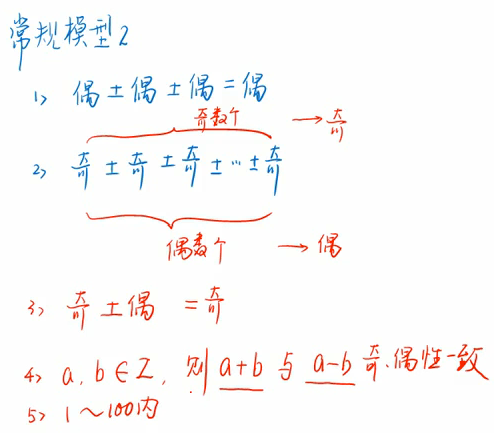 常规模型2
1) 偶±偶±偶=偶
奇数个 → 奇
2) 奇±奇±奇±…±奇
偶数个 → 偶
3) 奇±偶 =奇
4) a, b∈Z, 则 a+b 与 a-b 奇.偶性一致
5) 1~100内